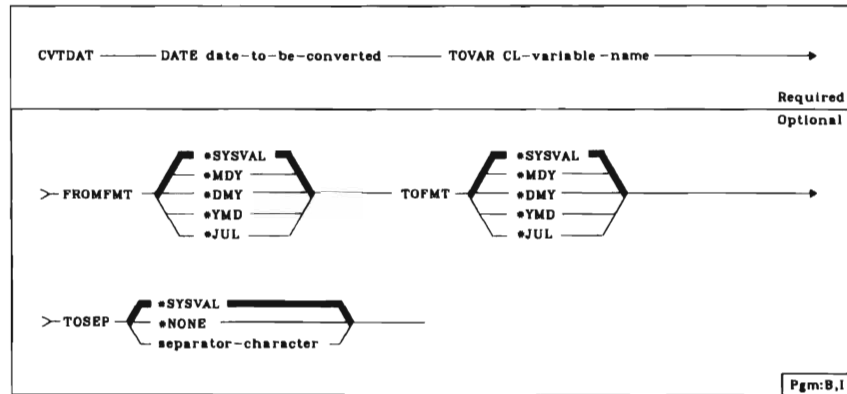 CVTDAT DATE date-to-be-converted TOVAR CL-variable-name
Required
Optional
*SYSVAL *SYSVAL
*MDY *MDY
FROMFMT *DMY TOFMT *DMY
*YMD *YMD
*JUL *JUL
*SYSVAL
TOSEP *NONE
separator-character
Pgm:B,I